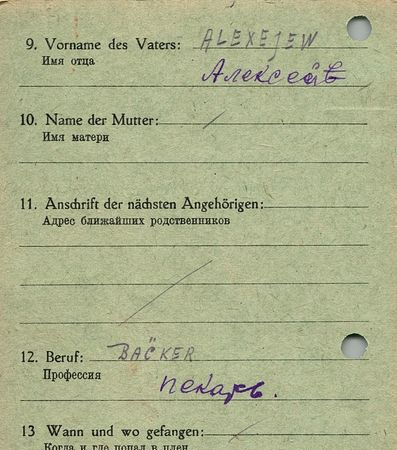 9. Vorname des Vaters: ALEXEJEW
Имя отца
Алексеев
10. Name der Mutter:
Имя матери
11. Anschrift der nächsten Angehörigen:
Адрес ближайших родственников
12. Beruf: BÄCKER
Профессия
пекарь.
13 Wann und wo gefangen:
Когда и где попал в плен